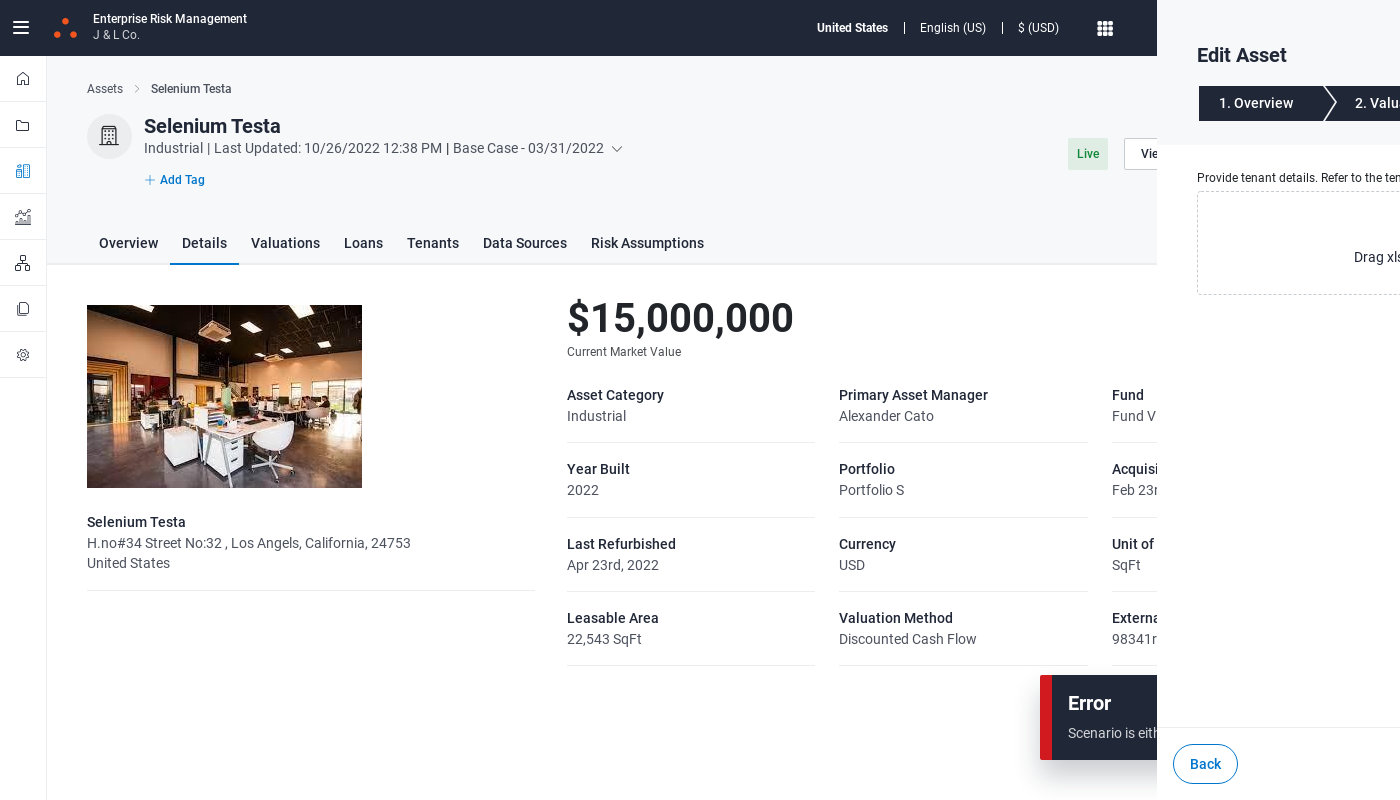 Enterprise Risk Management
J & L Co.
United States
English (US)
$ (USD)
Assets
Selenium Testa
Selenium Testa
Industrial | Last Updated: 10/26/2022 12:38 PM | Base Case - 03/31/2022
Add Tag
Live
Vie
Overview
Details
Valuations
Loans
Tenants
Data Sources
Risk Assumptions
$15,000,000
Current Market Value
Asset Category
Industrial
Primary Asset Manager
Alexander Cato
Fund
Fund V
Year Built
2022
Portfolio
Portfolio S
Acquisi
Feb 23r
Last Refurbished
Apr 23rd, 2022
Currency
USD
Unit of
SqFt
Leasable Area
22,543 SqFt
Valuation Method
Discounted Cash Flow
Externa
98341r
Selenium Testa
H.no#34 Street No:32 , Los Angels, California, 24753
United States
Error
Scenario is eith
Edit Asset
1. Overview
2. Valu
Provide tenant details. Refer to the ten
Drag xls
Back